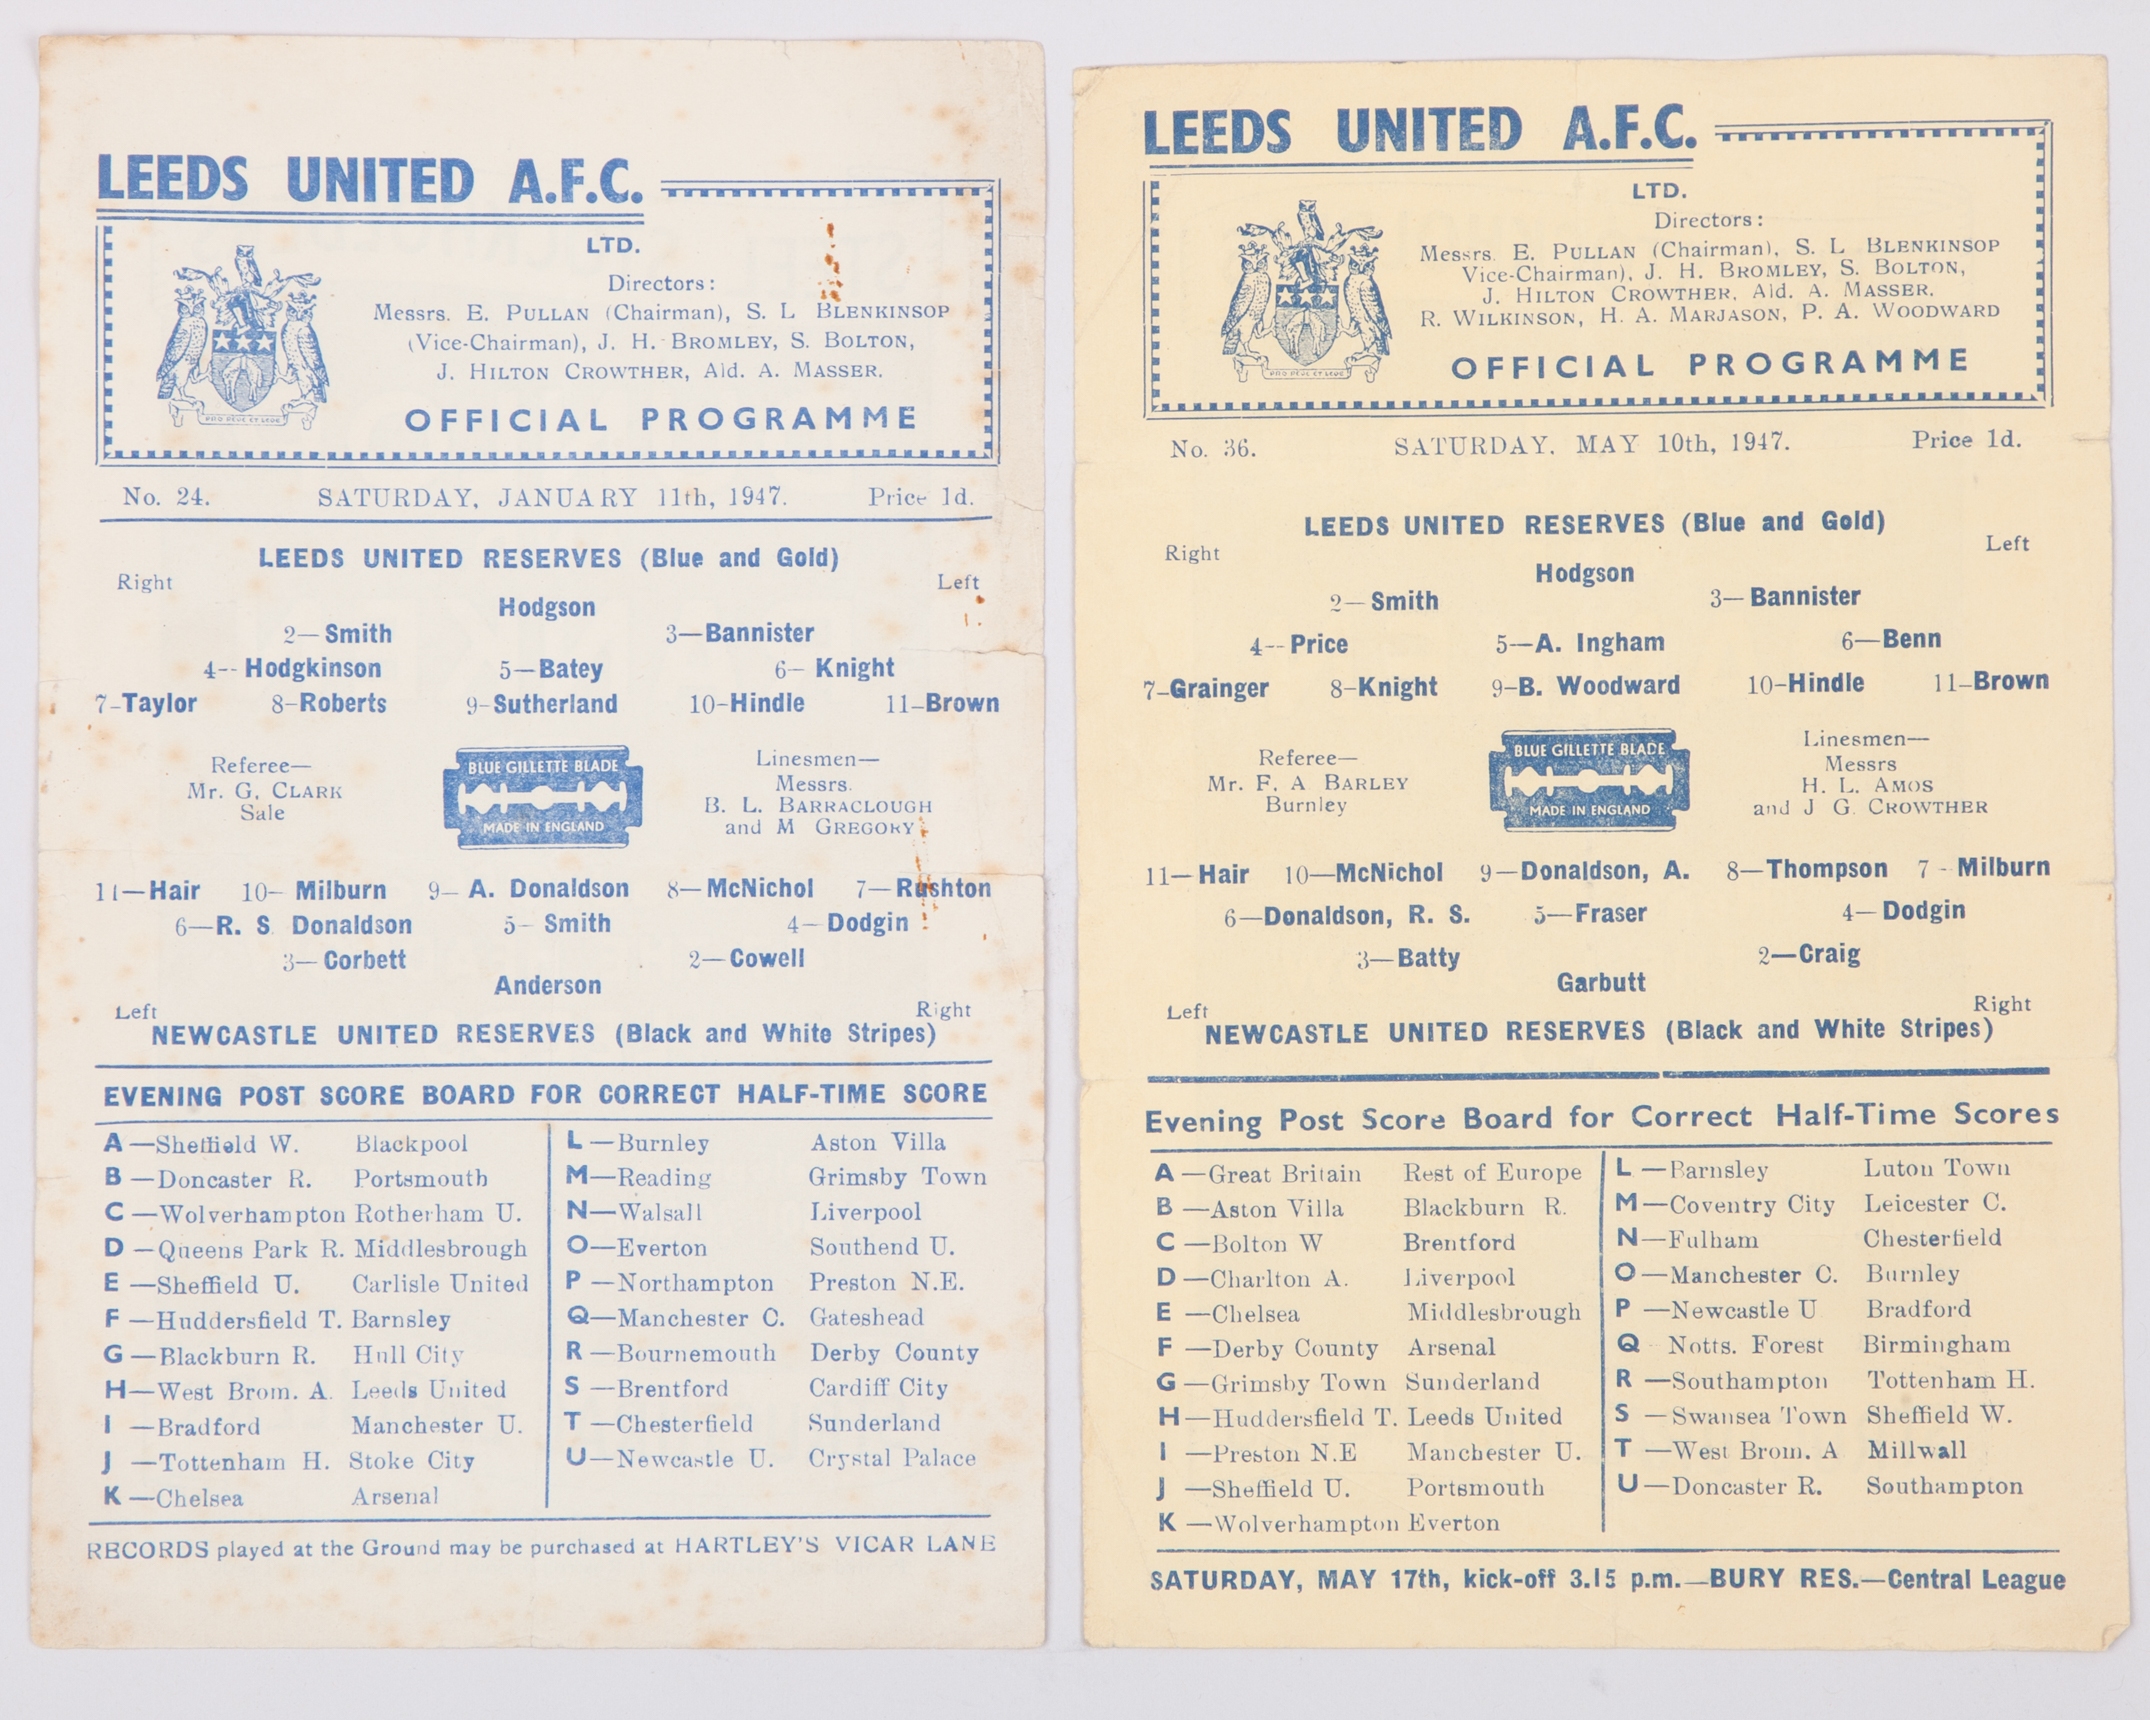 LEEDS UNITED A.F.C.
LTD.
Directors:
Messrs. E. PULLAN (Chairman), S. L BLENKINSOP
(Vice-Chairman), J. H. BROMLEY, S. BOLTON,
J. HILTON CROWTHER, Ald. A. MASSER.
OFFICIAL PROGRAMME
No. 24. SATURDAY, JANUARY 11th, 1947. Price 1d.
LEEDS UNITED RESERVES (Blue and Gold)
Right Left
Hodgson
2—Smith 3—Bannister
4--Hodgkinson 5—Batey 6—Knight
7-Taylor 8-Roberts 9-Sutherland 10-Hindle 11-Brown
Referee—
Mr. G. CLARK
Sale
BLUE GILLETTE BLADE
MADE IN ENGLAND
Linesmen—
Messrs.
B. L. BARRACLOUGH
and M GREGORY
11—Hair 10—Milburn 9—A. Donaldson 8—McNichol 7—Rushton
6—R. S Donaldson 5—Smith 4—Dodgin
3—Corbett 2—Cowell
Anderson
Left Right
NEWCASTLE UNITED RESERVES (Black and White Stripes)
EVENING POST SCORE BOARD FOR CORRECT HALF-TIME SCORE
A—Sheffield W. Blackpool
B—Doncaster R. Portsmouth
C—Wolverhampton Rotherham U.
D—Queens Park R. Middlesbrough
E—Sheffield U. Carlisle United
F—Huddersfield T. Barnsley
G—Blackburn R. Hull City
H—West Brom. A. Leeds United
I—Bradford Manchester U.
J—Tottenham H. Stoke City
K—Chelsea Arsenal
L—Burnley Aston Villa
M—Reading Grimsby Town
N—Walsall Liverpool
O—Everton Southend U.
P—Northampton Preston N.E.
Q—Manchester C. Gateshead
R—Bournemouth Derby County
S—Brentford Cardiff City
T—Chesterfield Sunderland
U—Newcastle U. Crystal Palace
RECORDS played at the Ground may be purchased at HARTLEY'S VICAR LANE
LEEDS UNITED A.F.C.
LTD.
Directors:
Messrs. E. PULLAN (Chairman), S. L BLENKINSOP
Vice-Chairman), J. H. BROMLEY, S. BOLTON,
J. HILTON CROWTHER, Ald. A. MASSER,
R. WILKINSON, H. A. MARJASON, P. A. WOODWARD
PRO REGE ET LEGE
OFFICIAL PROGRAMME
No. 36. SATURDAY, MAY 10th, 1947. Price 1d.
LEEDS UNITED RESERVES (Blue and Gold)
Right Left
Hodgson
2—Smith 3—Bannister
4--Price 5—A. Ingham 6—Benn
7-Grainger 8-Knight 9-B. Woodward 10-Hindle 11-Brown
Referee—
Mr. F. A BARLEY
Burnley
BLUE GILLETTE BLADE
MADE IN ENGLAND
Linesmen—
Messrs
H. L. AMOS
and J G. CROWTHER
11—Hair 10—McNichol 9—Donaldson, A. 8—Thompson 7-Milburn
6—Donaldson, R. S. 5—Fraser 4—Dodgin
3—Batty 2—Craig
Garbutt
Left Right
NEWCASTLE UNITED RESERVES (Black and White Stripes)
Evening Post Score Board for Correct Half-Time Scores
A—Great Britain Rest of Europe
B—Aston Villa Blackburn R.
C—Bolton W Brentford
D—Charlton A. Liverpool
E—Chelsea Middlesbrough
F—Derby County Arsenal
G—Grimsby Town Sunderland
H—Huddersfield T. Leeds United
I—Preston N.E Manchester U.
J—Sheffield U. Portsmouth
K—Wolverhampton Everton
L—Barnsley Luton Town
M—Coventry City Leicester C.
N—Fulham Chesterfield
O—Manchester C. Burnley
P—Newcastle U Bradford
Q Notts. Forest Birmingham
R—Southampton Tottenham H.
S—Swansea Town Sheffield W.
T—West Brom. A Millwall
U—Doncaster R. Southampton
SATURDAY, MAY 17th, kick-off 3.15 p.m.—BURY RES.—Central League